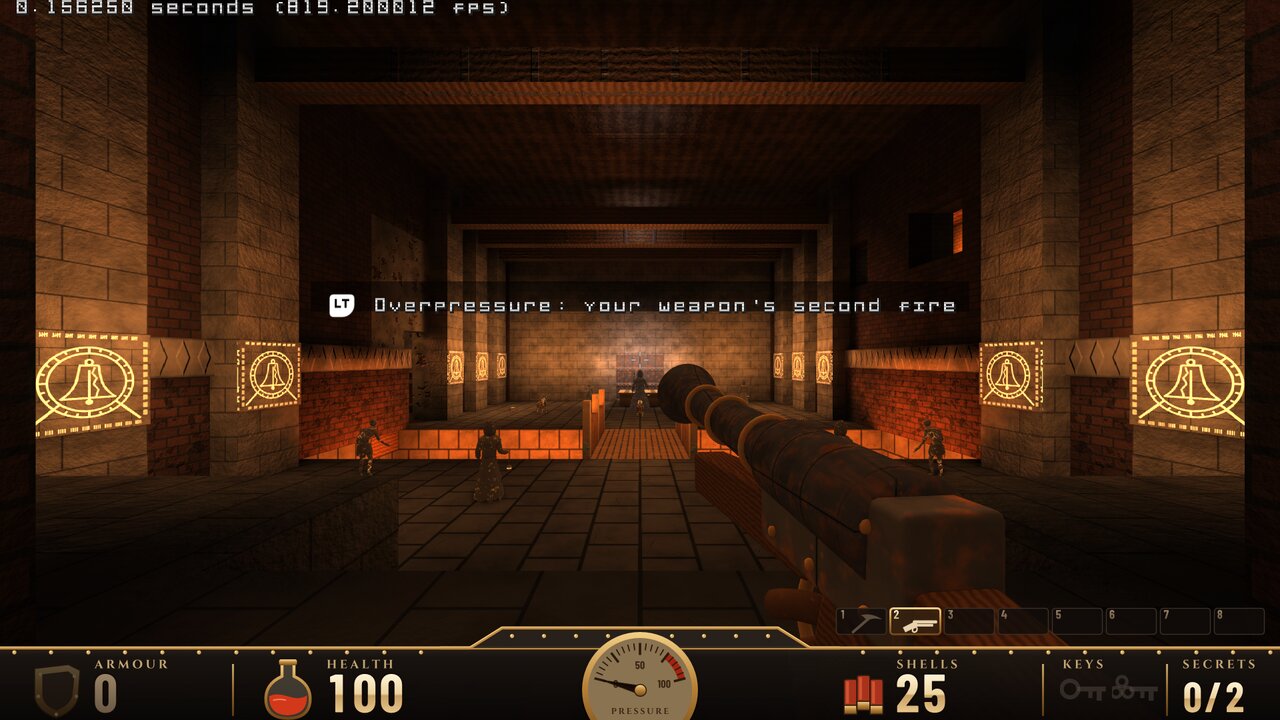 0.156250 seconds (819.200012 fps)
LT Overpressure: your weapon's second fire
1 2 3 4 5 6 7 8
ARMOUR
0
HEALTH
100
0 50 100
PRESSURE
SHELLS
25
KEYS
SECRETS
0/2